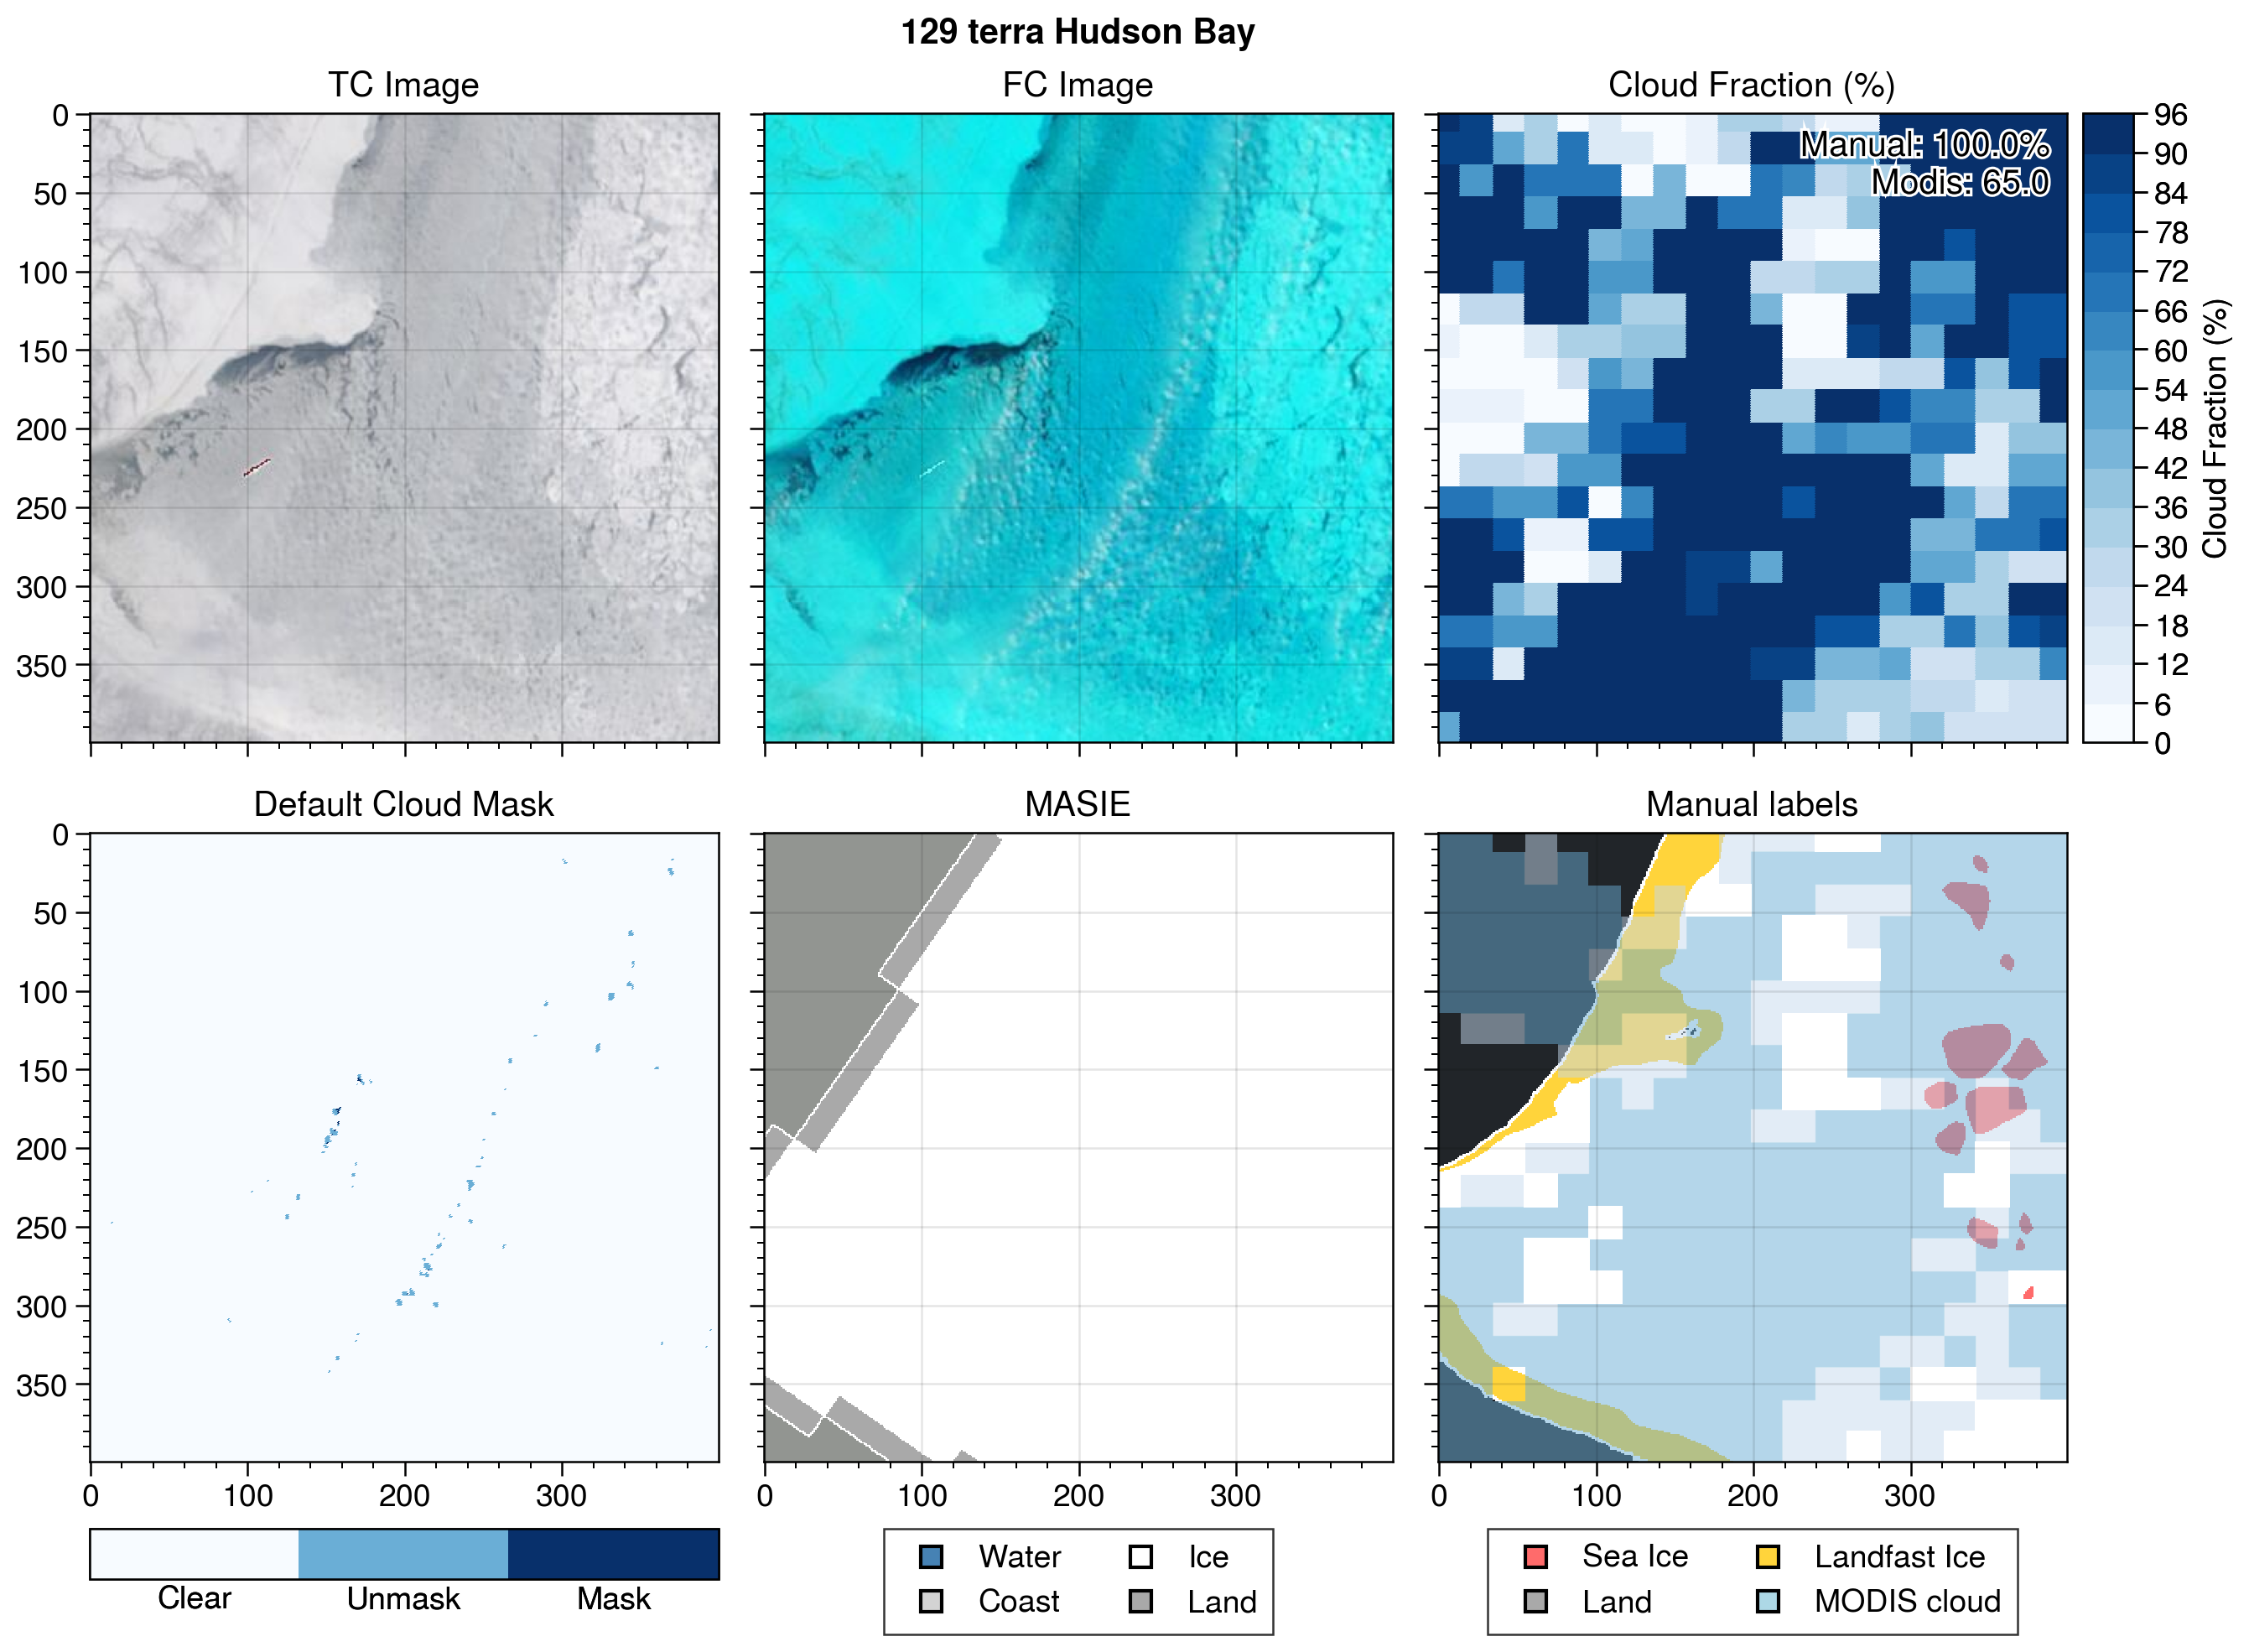 129 terra Hudson Bay
TC Image
FC Image
Cloud Fraction (%)
0
50
100
150
200
250
300
350
Manual: 100.0%
Modis: 65.0
96
90
84
78
72
66
60
54
48
42
36
30
24
18
12
6
0
Cloud Fraction (%)
Default Cloud Mask
MASIE
Manual labels
0
50
100
150
200
250
300
350
0 100 200 300
0 100 200 300
0 100 200 300
Clear Unmask Mask
Water Ice
Coast Land
Sea Ice Landfast Ice
Land MODIS cloud